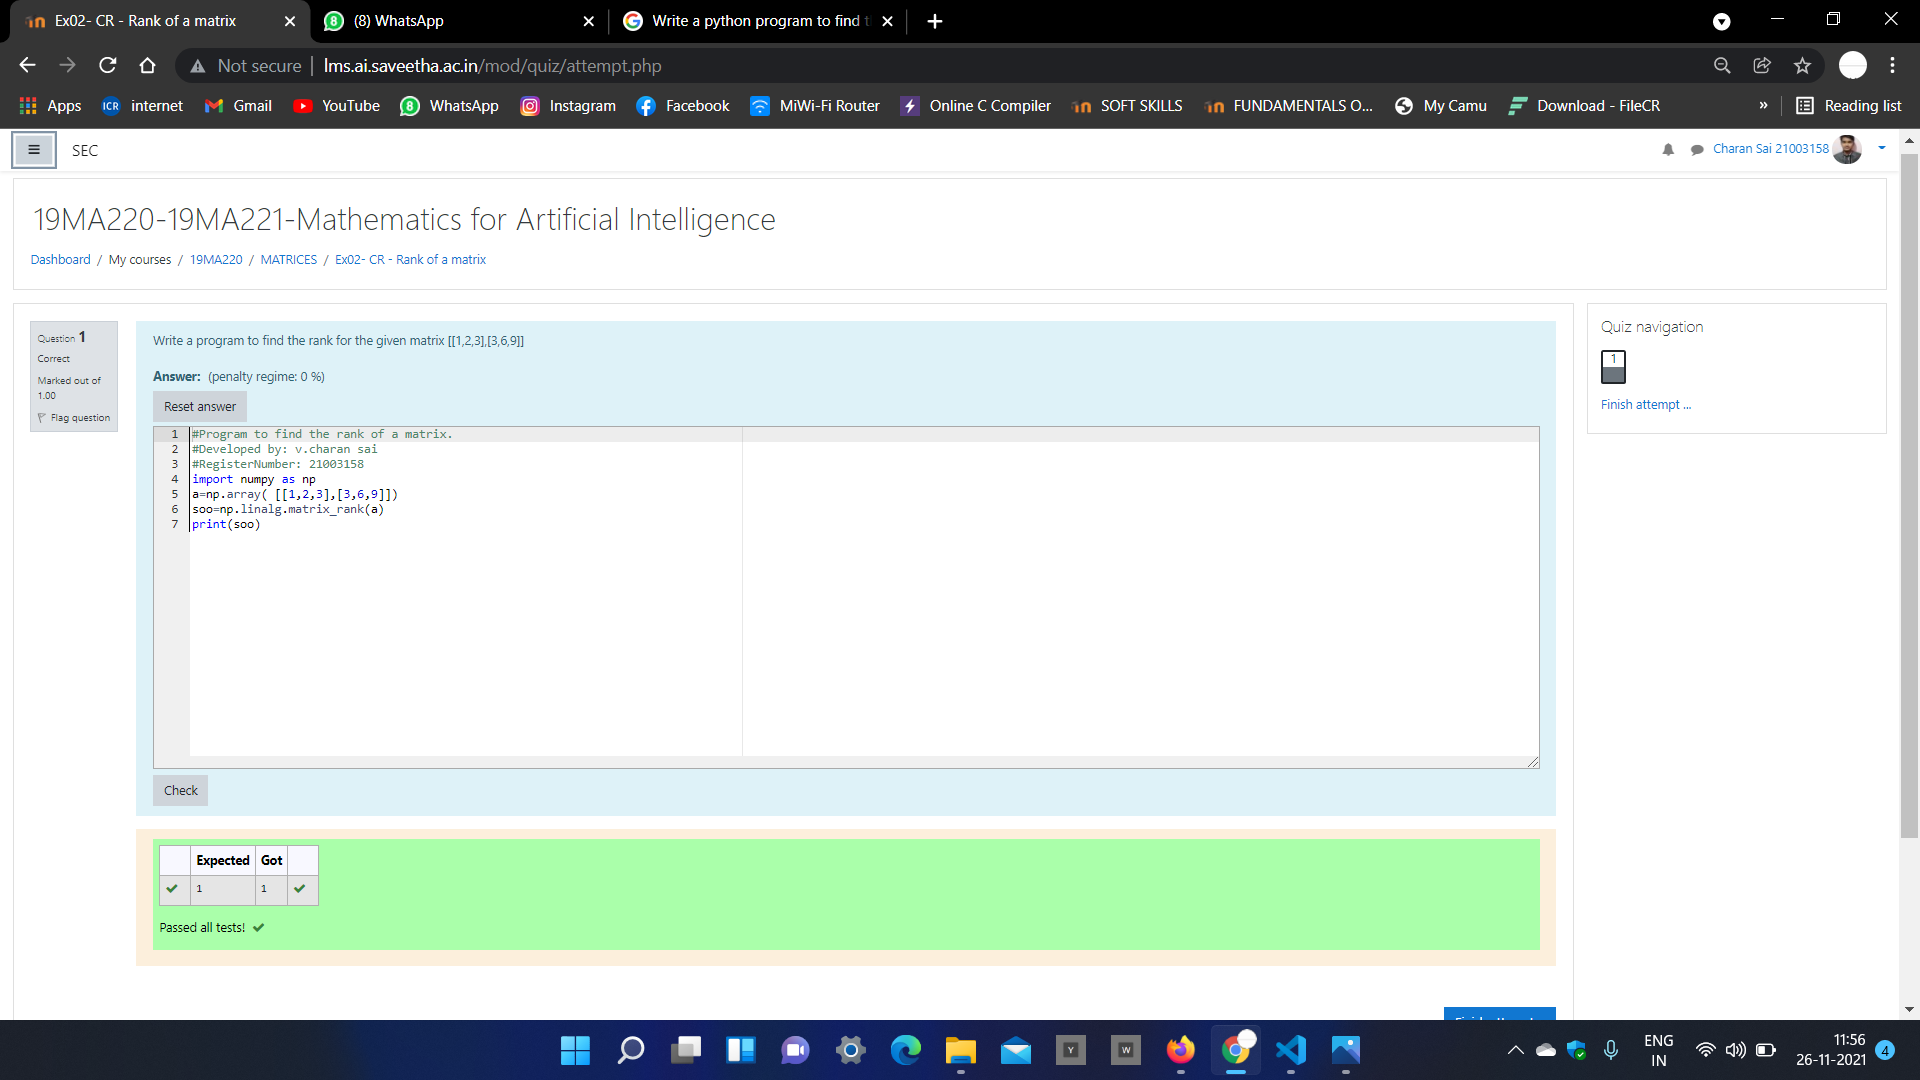 Ex02- CR - Rank of a matrix
(8) WhatsApp
Write a python program to find t
Not secure
lms.ai.saveetha.ac.in/mod/quiz/attempt.php
Apps
internet
Gmail
YouTube
WhatsApp
Instagram
Facebook
MiWi-Fi Router
Online C Compiler
SOFT SKILLS
FUNDAMENTALS O...
My Camu
Download - FileCR
»
Reading list
SEC
Charan Sai 21003158
19MA220-19MA221-Mathematics for Artificial Intelligence
Dashboard / My courses / 19MA220 / MATRICES / Ex02- CR - Rank of a matrix
Question 1
Correct
Marked out of
1.00
Flag question
Write a program to find the rank for the given matrix [[1,2,3],[3,6,9]]
Answer: (penalty regime: 0 %)
Reset answer
1 #Program to find the rank of a matrix.
2 #Developed by: v.charan sai
3 #RegisterNumber: 21003158
4 import numpy as np
5 a=np.array( [[1,2,3],[3,6,9]])
6 soo=np.linalg.matrix_rank(a)
7 print(soo)
Check
Expected Got
1 1
Passed all tests!
Quiz navigation
1
Finish attempt ...
ENG
IN
11:56
26-11-2021
4